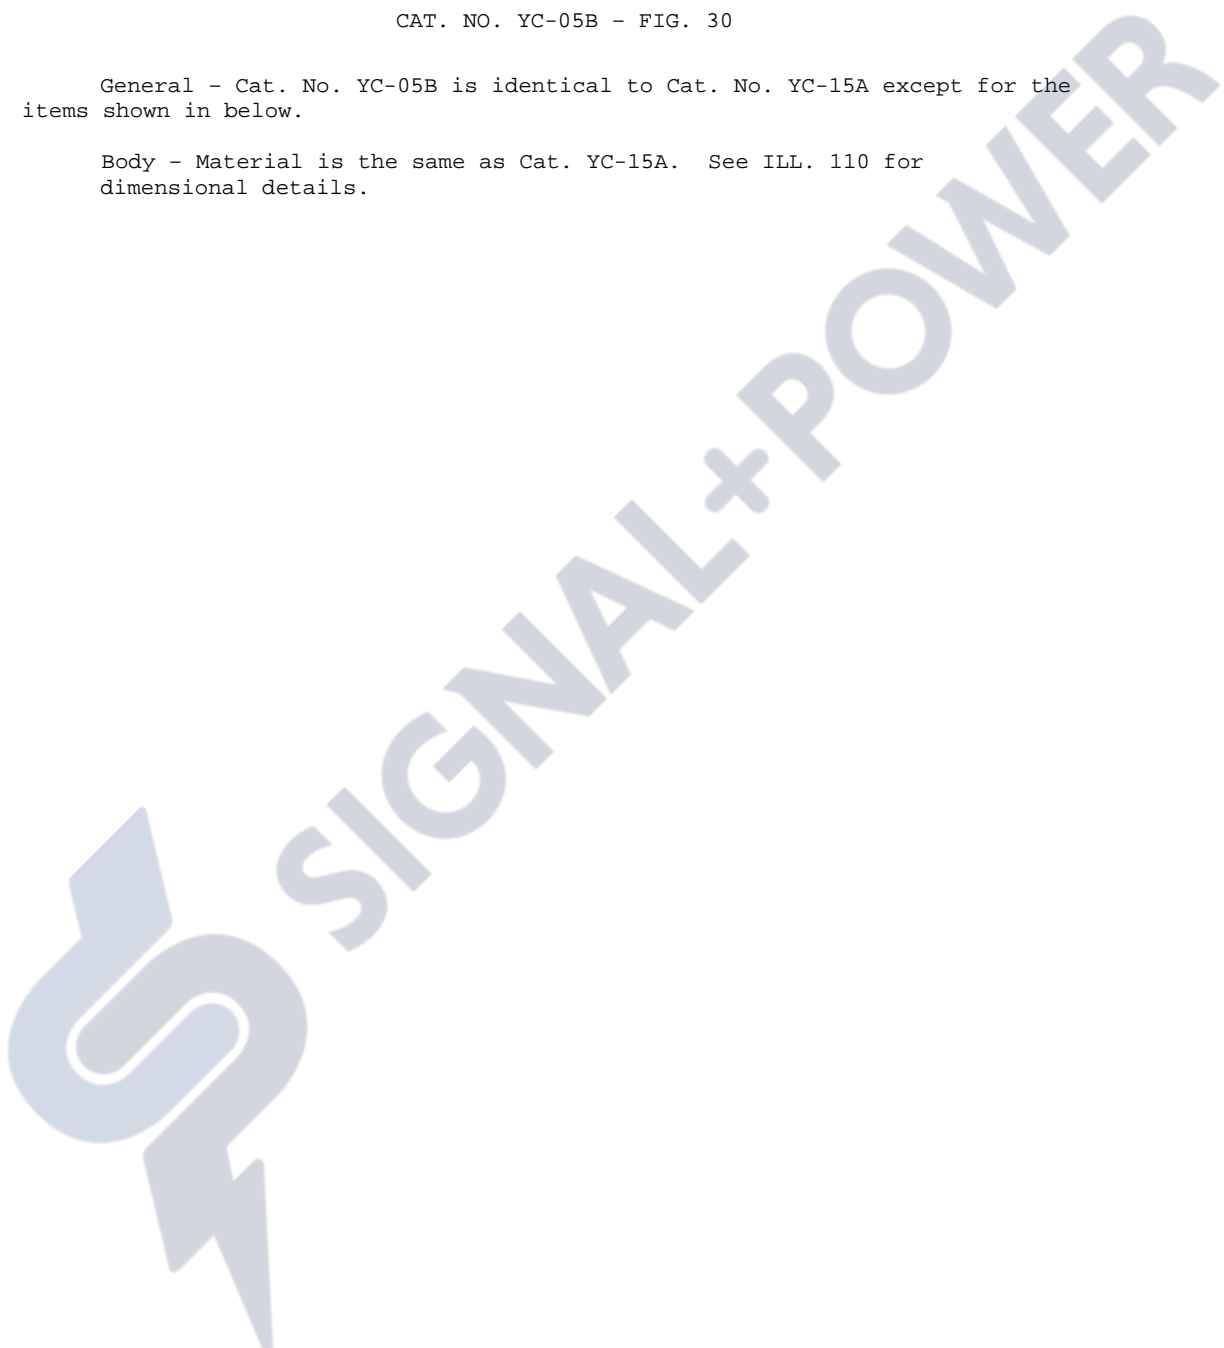 CAT. NO. YC-05B – FIG. 30
General – Cat. No. YC-05B is identical to Cat. No. YC-15A except for the
items shown in below.
Body – Material is the same as Cat. YC-15A.  See ILL. 110 for
dimensional details.
SIGNAL+POWER